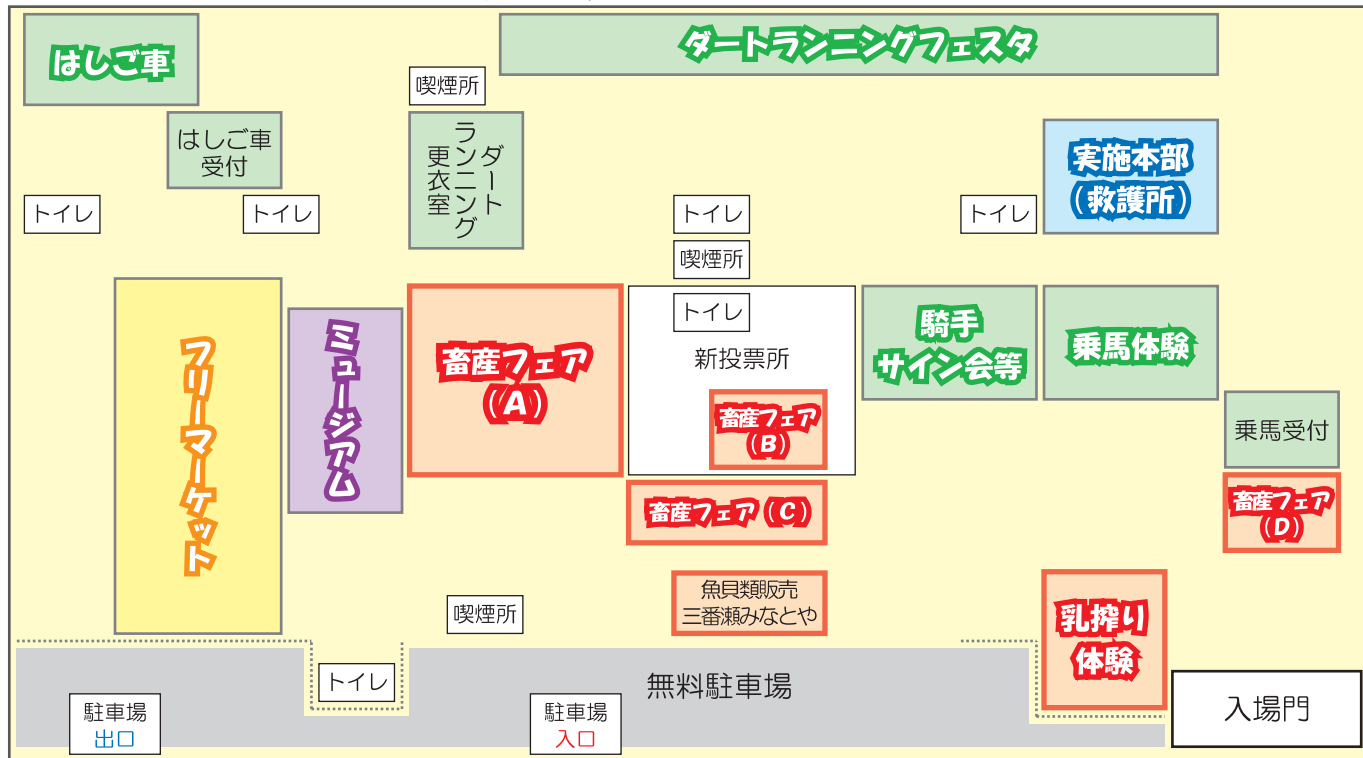 はしご車
ダートランニングフェスタ
喫煙所
はしご車
受付
ダート
ランニング
更衣室
実施本部
（救護所）
トイレ
トイレ
トイレ
トイレ
喫煙所
フリーマーケット
ミュージアム
畜産フェア
（A）
トイレ
新投票所
畜産フェア
（B）
騎手
サイン会等
乗馬体験
乗馬受付
畜産フェア（C）
畜産フェア
（D）
魚貝類販売
三番瀬みなとや
喫煙所
乳搾り
体験
トイレ
無料駐車場
駐車場
出口
駐車場
入口
入場門